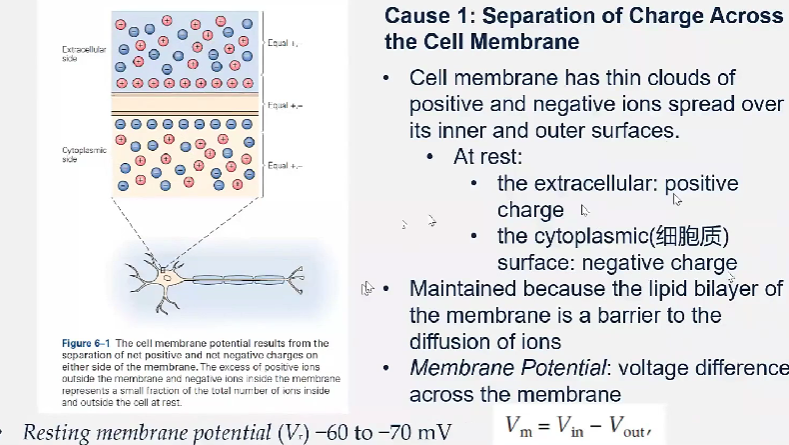 Extracellular
side
Equal +,
Equal +,–
Cytoplasmic
side
Equal +,–
Figure 6–1 The cell membrane potential results from the
separation of net positive and net negative charges on
either side of the membrane. The excess of positive ions
outside the membrane and negative ions inside the membrane
represents a small fraction of the total number of ions inside
and outside the cell at rest.
Cause 1: Separation of Charge Across
the Cell Membrane
• Cell membrane has thin clouds of
positive and negative ions spread over
its inner and outer surfaces.
• At rest:
• the extracellular: positive
charge
• the cytoplasmic(细胞质)
surface: negative charge
• Maintained because the lipid bilayer of
the membrane is a barrier to the
diffusion of ions
• Membrane Potential: voltage difference
across the membrane
• Resting membrane potential (Vr) −60 to −70 mV
Vm = Vin − Vout,